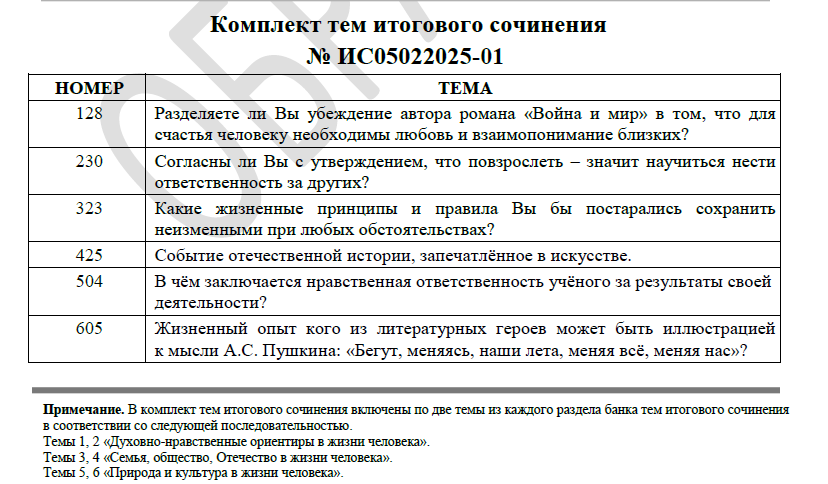 Комплект тем итогового сочинения
№ ИС05022025-01
НОМЕР ТЕМА
128 Разделяете ли Вы убеждение автора романа «Война и мир» в том, что для
счастья человеку необходимы любовь и взаимопонимание близких?
230 Согласны ли Вы с утверждением, что повзрослеть – значит научиться нести
ответственность за других?
323 Какие жизненные принципы и правила Вы бы постарались сохранить
неизменными при любых обстоятельствах?
425 Событие отечественной истории, запечатлённое в искусстве.
504 В чём заключается нравственная ответственность учёного за результаты своей
деятельности?
605 Жизненный опыт кого из литературных героев может быть иллюстрацией
к мысли А.С. Пушкина: «Бегут, меняясь, наши лета, меняя всё, меняя нас»?
Примечание. В комплект тем итогового сочинения включены по две темы из каждого раздела банка тем итогового сочинения
в соответствии со следующей последовательностью.
Темы 1, 2 «Духовно-нравственные ориентиры в жизни человека».
Темы 3, 4 «Семья, общество, Отечество в жизни человека».
Темы 5, 6 «Природа и культура в жизни человека».